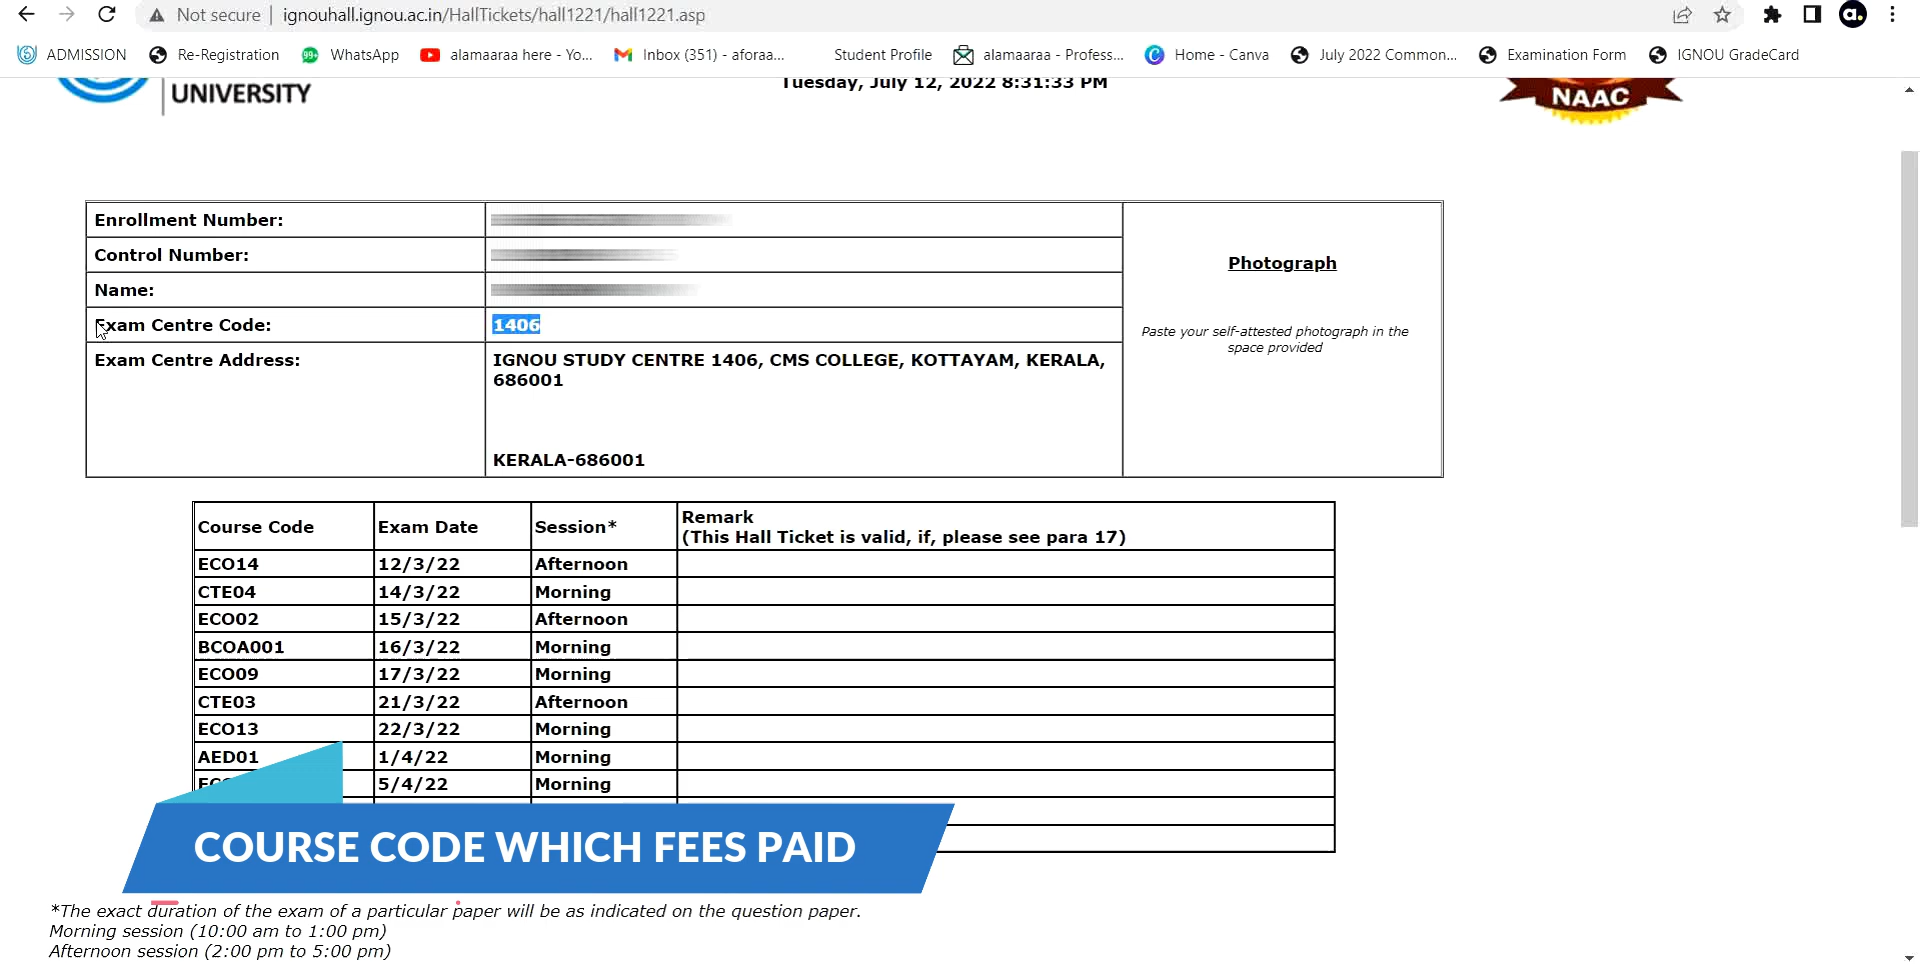 Not secure | ignouhall.ignou.ac.in/HallTickets/hall1221/hall1221.asp
ADMISSION Re-Registration 99+ WhatsApp alamaaraa here - Yo... Inbox (351) - aforaa... Student Profile alamaaraa - Profess... Home - Canva July 2022 Common... Examination Form IGNOU GradeCard
UNIVERSITY
Tuesday, July 12, 2022 8:31:33 PM
NAAC
Enrollment Number:
Control Number:
Name:
Exam Centre Code: 1406
Exam Centre Address: IGNOU STUDY CENTRE 1406, CMS COLLEGE, KOTTAYAM, KERALA,
686001
KERALA-686001
Photograph
Paste your self-attested photograph in the
space provided
Course Code Exam Date Session* Remark
(This Hall Ticket is valid, if, please see para 17)
ECO14 12/3/22 Afternoon
CTE04 14/3/22 Morning
ECO02 15/3/22 Afternoon
BCOA001 16/3/22 Morning
ECO09 17/3/22 Morning
CTE03 21/3/22 Afternoon
ECO13 22/3/22 Morning
AED01 1/4/22 Morning
5/4/22 Morning
COURSE CODE WHICH FEES PAID
*The exact duration of the exam of a particular paper will be as indicated on the question paper.
Morning session (10:00 am to 1:00 pm)
Afternoon session (2:00 pm to 5:00 pm)